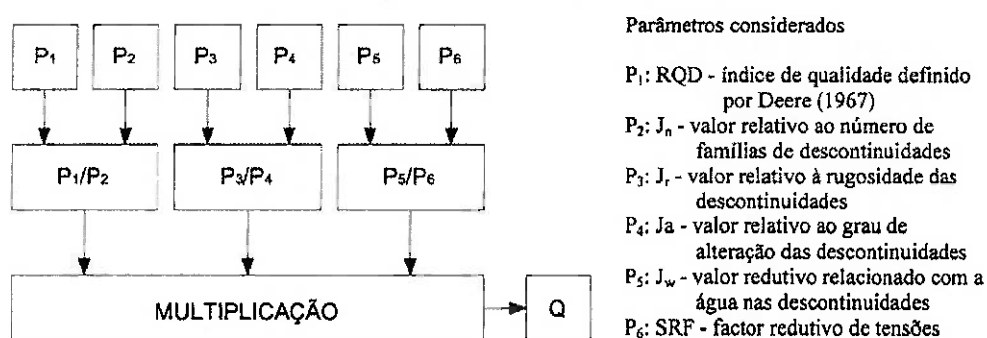 P₁ P₂ P₃ P₄ P₅ P₆
P₁/P₂ P₃/P₄ P₅/P₆
MULTIPLICAÇÃO Q
Parâmetros considerados
P₁: RQD - índice de qualidade definido
por Deere (1967)
P₂: Jₙ - valor relativo ao número de
famílias de descontinuidades
P₃: Jᵣ - valor relativo à rugosidade das
descontinuidades
P₄: Ja - valor relativo ao grau de
alteração das descontinuidades
P₅: J_w - valor redutivo relacionado com a
água nas descontinuidades
P₆: SRF - factor redutivo de tensões